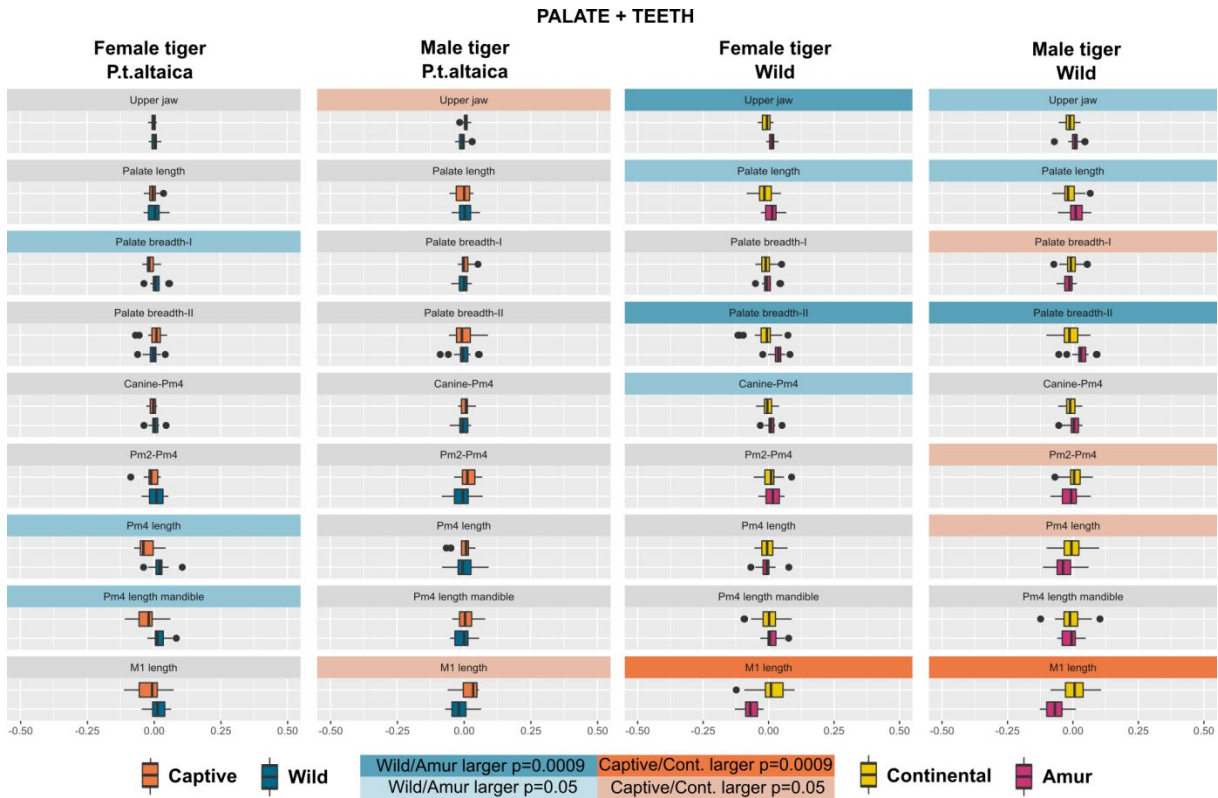 PALATE + TEETH
Female tiger
P.t.altaica
Male tiger
P.t.altaica
Female tiger
Wild
Male tiger
Wild
Upper jaw
Upper jaw
Upper jaw
Upper jaw
Palate length
Palate length
Palate length
Palate length
Palate breadth-I
Palate breadth-I
Palate breadth-I
Palate breadth-I
Palate breadth-II
Palate breadth-II
Palate breadth-II
Palate breadth-II
Canine-Pm4
Canine-Pm4
Canine-Pm4
Canine-Pm4
Pm2-Pm4
Pm2-Pm4
Pm2-Pm4
Pm2-Pm4
Pm4 length
Pm4 length
Pm4 length
Pm4 length
Pm4 length mandible
Pm4 length mandible
Pm4 length mandible
Pm4 length mandible
M1 length
M1 length
M1 length
M1 length
-0.50 -0.25 0.00 0.25 0.50
-0.50 -0.25 0.00 0.25 0.50
-0.50 -0.25 0.00 0.25 0.50
-0.50 -0.25 0.00 0.25 0.50
Captive
Wild
Wild/Amur larger p=0.0009
Captive/Cont. larger p=0.0009
Wild/Amur larger p=0.05
Captive/Cont. larger p=0.05
Continental
Amur